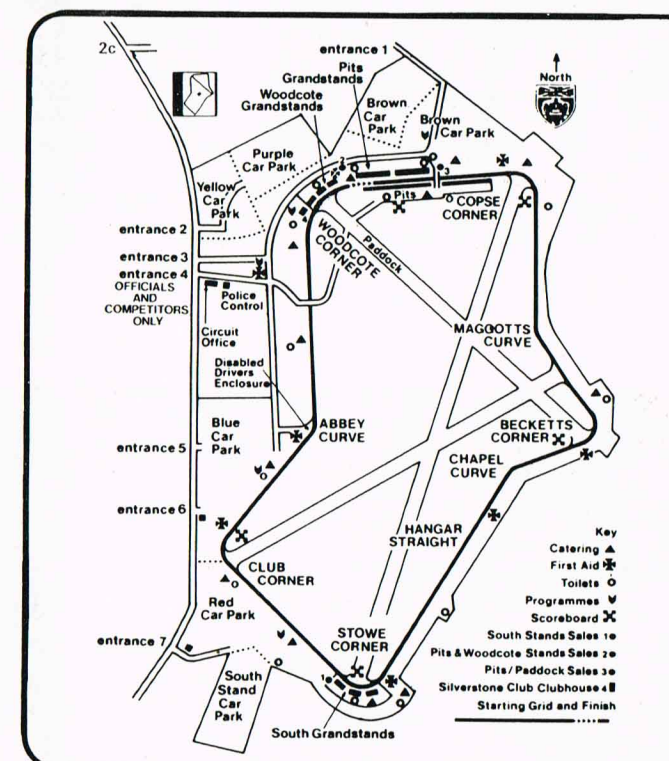 2c
entrance 1
Pits
Grandstands
Woodcote
Grandstands
North
Brown
Car
Park
Brown
Car Park
Purple
Car Park
Yellow
Car
Park
2
3
Pits
COPSE
CORNER
entrance 2
WOODCOTE
CORNER
Paddock
entrance 3
entrance 4
OFFICIALS
AND
COMPETITORS
ONLY
Police
Control
Circuit
Office
MAGGOTTS
CURVE
Disabled
Drivers
Enclosure
Blue
Car
Park
ABBEY
CURVE
BECKETTS
CORNER
entrance 5
CHAPEL
CURVE
entrance 6
HANGAR
STRAIGHT
CLUB
CORNER
Red
Car Park
entrance 7
STOWE
CORNER
South
Stand
Car
Park
1
South Grandstands
Key
Catering
First Aid
Toilets
Programmes
Scoreboard
South Stands Sales 1
Pits & Woodcote Stands Sales 2
Pits/Paddock Sales 3
Silverstone Club Clubhouse 4
Starting Grid and Finish